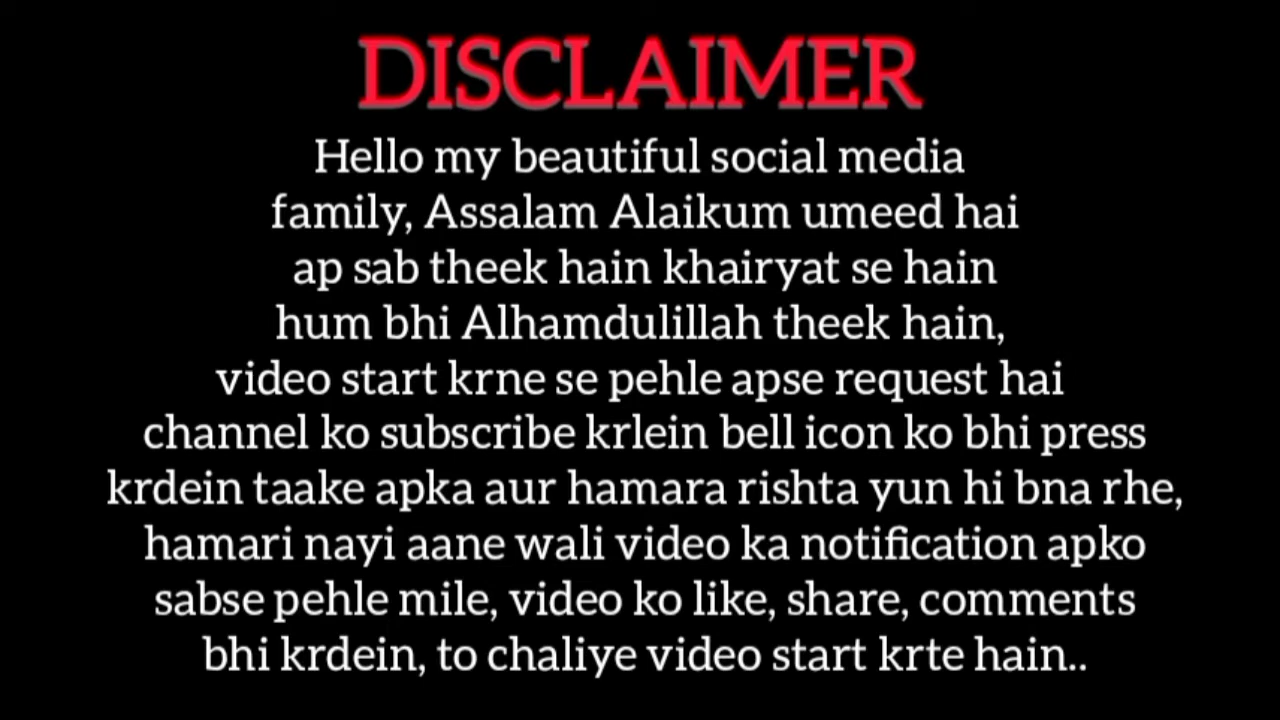 DISCLAIMER
Hello my beautiful social media
family, Assalam Alaikum umeed hai
ap sab theek hain khairyat se hain
hum bhi Alhamdulillah theek hain,
video start krne se pehle apse request hai
channel ko subscribe krlein bell icon ko bhi press
krdein taake apka aur hamara rishta yun hi bna rhe,
hamari nayi aane wali video ka notification apko
sabse pehle mile, video ko like, share, comments
bhi krdein, to chaliye video start krte hain..